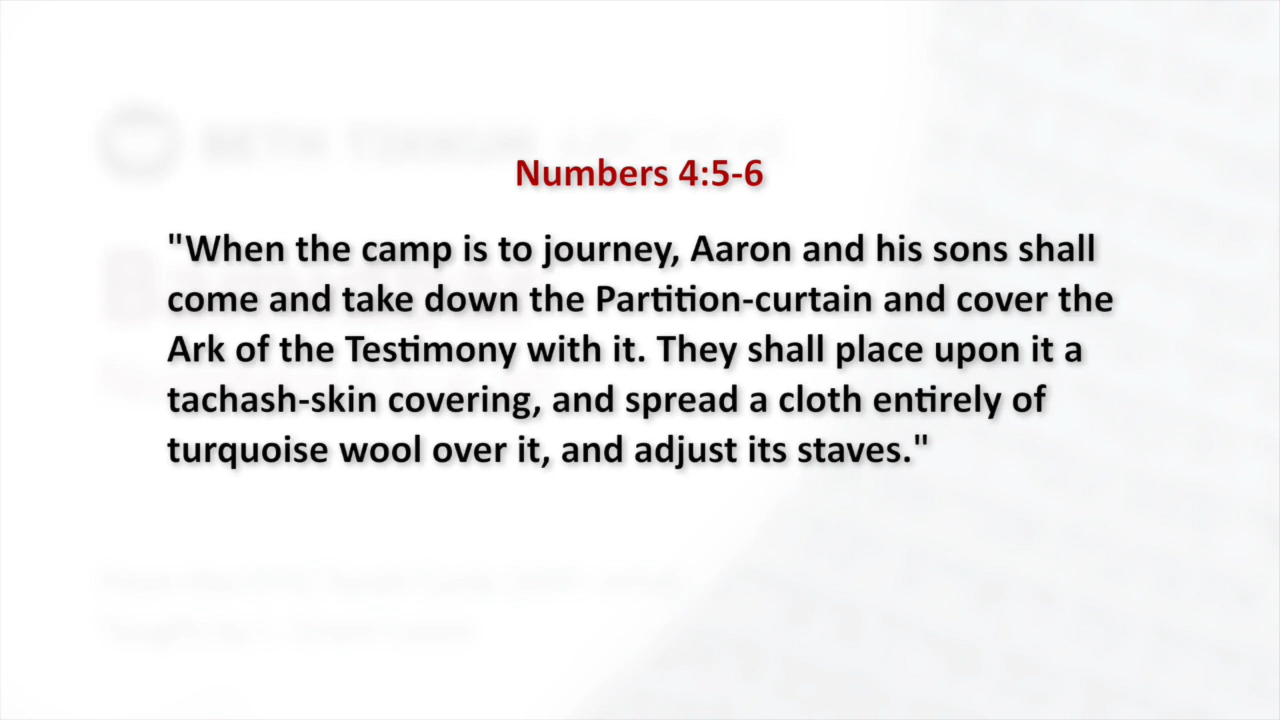 Numbers 4:5-6
"When the camp is to journey, Aaron and his sons shall
come and take down the Partition-curtain and cover the
Ark of the Testimony with it. They shall place upon it a
tachash-skin covering, and spread a cloth entirely of
turquoise wool over it, and adjust its staves."